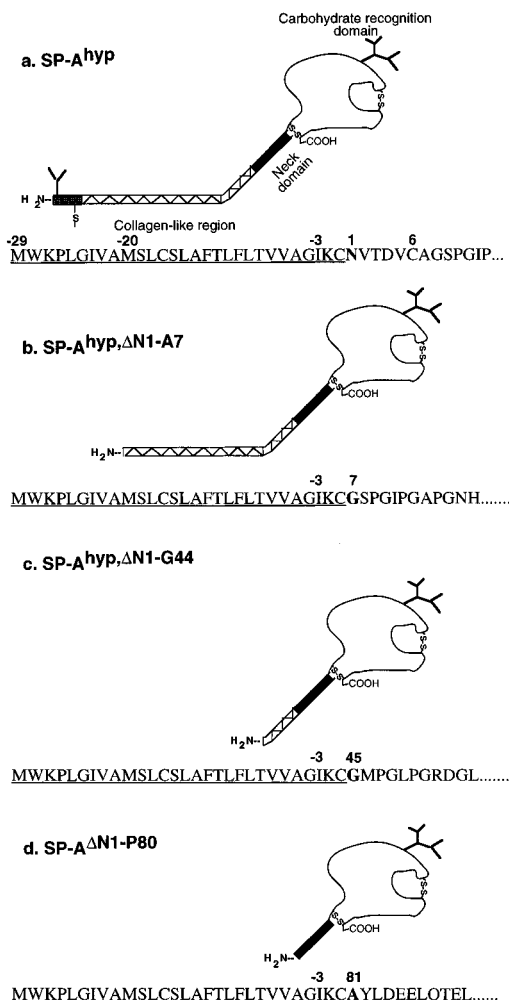 Carbohydrate recognition
domain
a. SP-Ahyp
S-S
S-S
COOH
Neck
domain
H2N--
S
Collagen-like region
-29 -20 -3 1 6
MWKPLGIVAMSLCSLAFTLFLTVVAGIKCNVTDVCAGSPGIP...
b. SP-Ahyp,ΔN1-A7
S-S
S-S
COOH
H2N--
-3 7
MWKPLGIVAMSLCSLAFTLFLTVVAGIKCGSPGIPGAPGNH.......
c. SP-Ahyp,ΔN1-G44
S-S
S-S
COOH
H2N--
-3 45
MWKPLGIVAMSLCSLAFTLFLTVVAGIKCGMPGLPGRDGL.......
d. SP-AΔN1-P80
S-S
S-S
COOH
H2N--
-3 81
MWKPLGIVAMSLCSLAFTLFLTVVAGIKCAYLDEELQTEL......